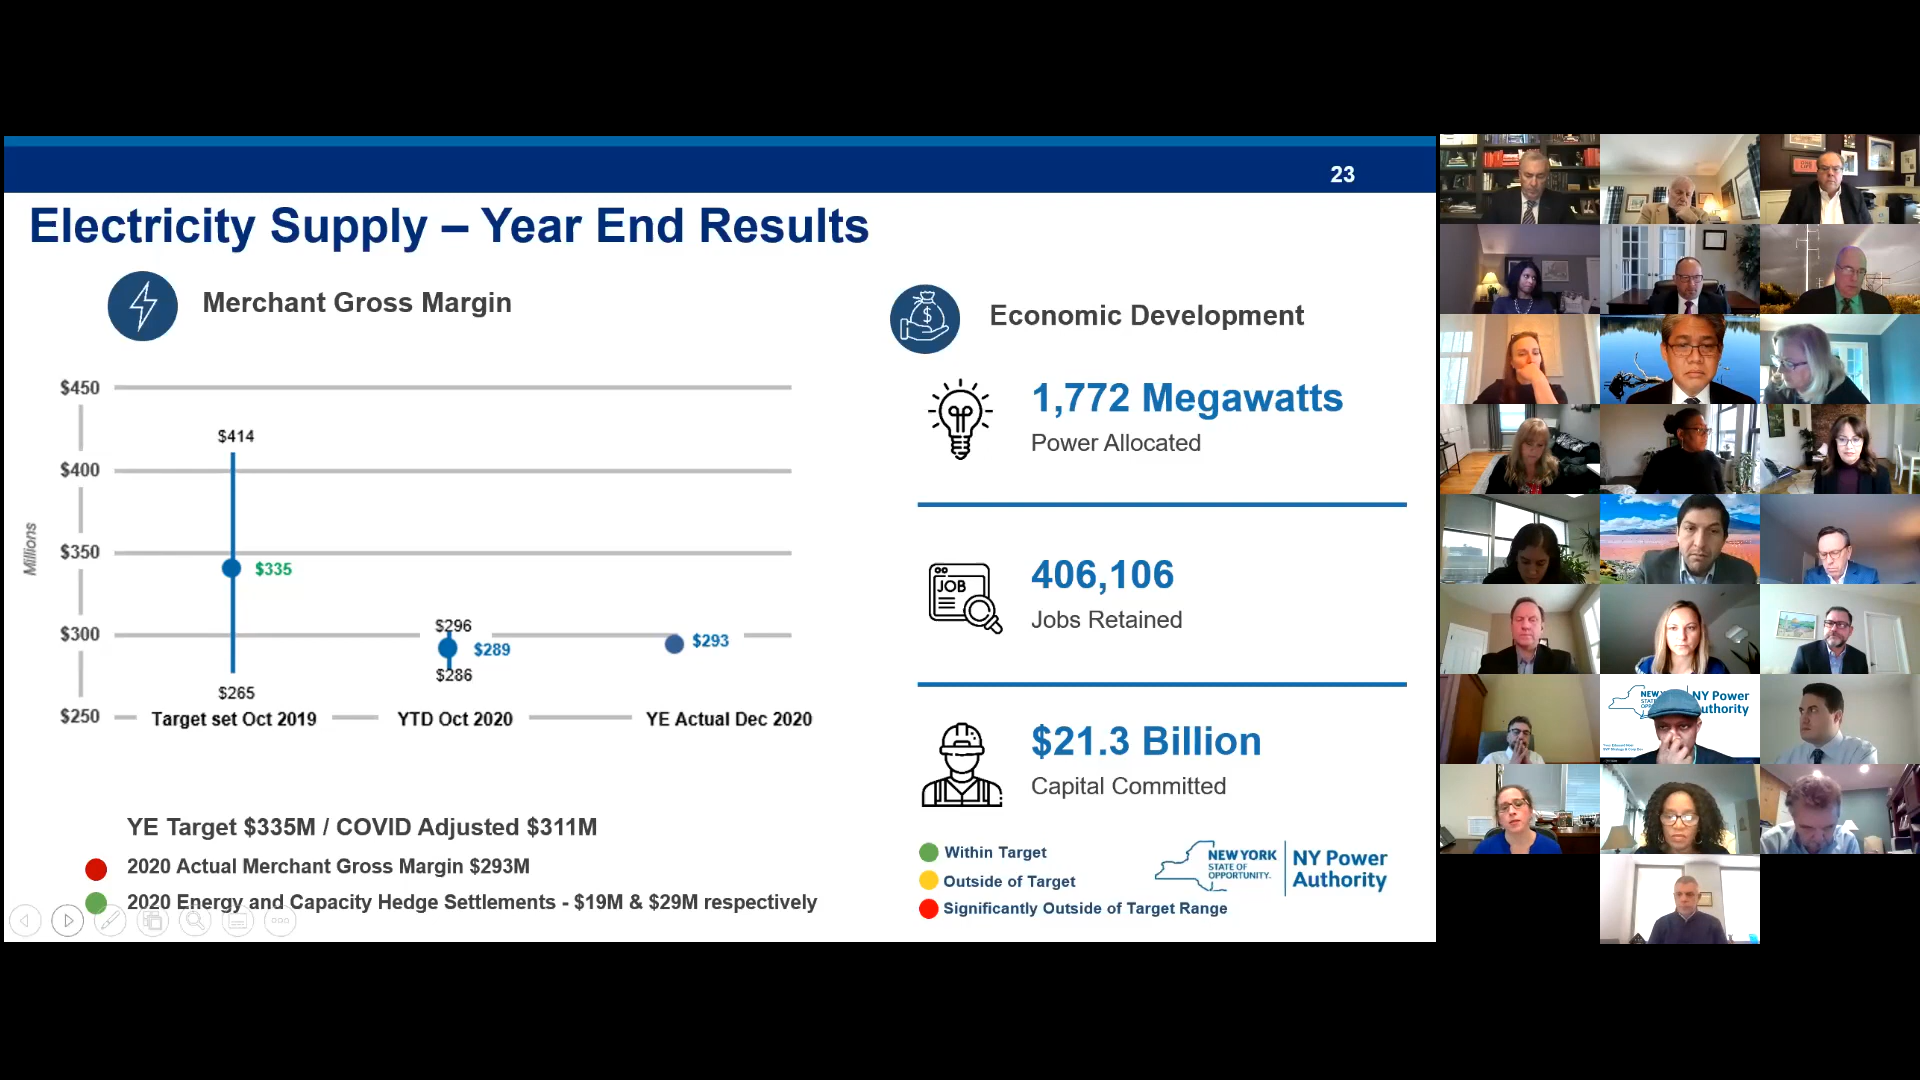 23
Electricity Supply – Year End Results
Merchant Gross Margin
Millions
$450
$400
$350
$300
$250
$414
$335
$265
$296
$289
$286
$293
Target set Oct 2019
YTD Oct 2020
YE Actual Dec 2020
YE Target $335M / COVID Adjusted $311M
2020 Actual Merchant Gross Margin $293M
2020 Energy and Capacity Hedge Settlements - $19M & $29M respectively
Economic Development
1,772 Megawatts
Power Allocated
JOB
406,106
Jobs Retained
$21.3 Billion
Capital Committed
Within Target
Outside of Target
Significantly Outside of Target Range
NEW YORK
STATE OF
OPPORTUNITY.
NY Power
Authority
NY Power